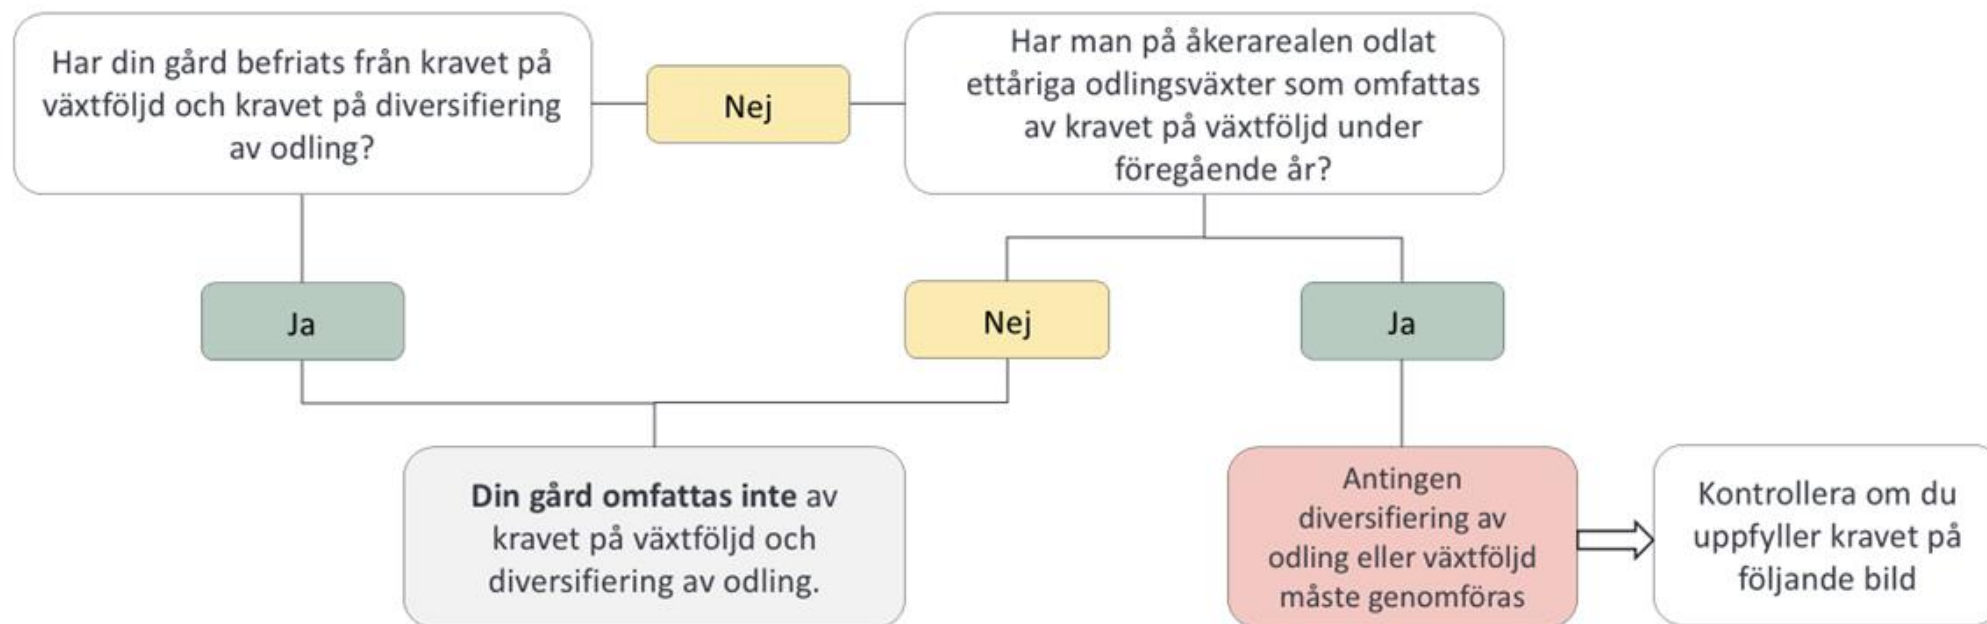 Har din gård befriats från kravet på
växtföljd och kravet på diversifiering
av odling?
Nej
Har man på åkerarealen odlat
ettåriga odlingsväxter som omfattas
av kravet på växtföljd under
föregående år?
Ja
Nej
Ja
Din gård omfattas inte av
kravet på växtföljd och
diversifiering av odling.
Antingen
diversifiering av
odling eller växtföljd
måste genomföras
Kontrollera om du
uppfyller kravet på
följande bild